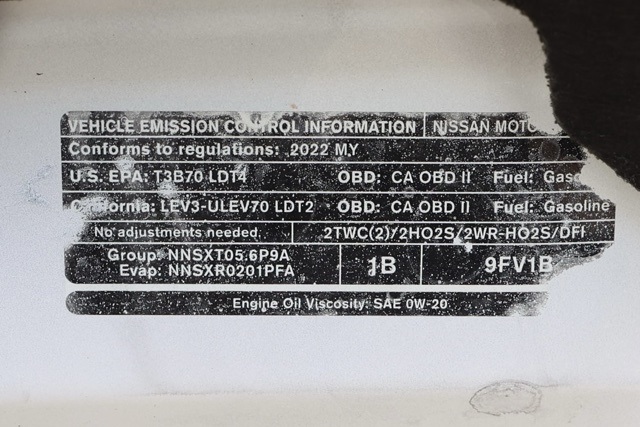 VEHICLE EMISSION CONTROL INFORMATION NISSAN
Conforms to regulations: 2022 MY
U.S. EPA: T3B70 LDT4 OBD: CA OBD II Fuel:
California: LEV3-ULEV70 LDT2 OBD: CA OBD II Fuel: Gasoline
No adjustments needed. 2TWC(2)/2HO2S/2WR-HO2S/DFI
Group: NNSXT05.6P9A
Evap: NNSXR0201PFA
1B 9FV1B
Engine Oil Viscosity: SAE 0W-20